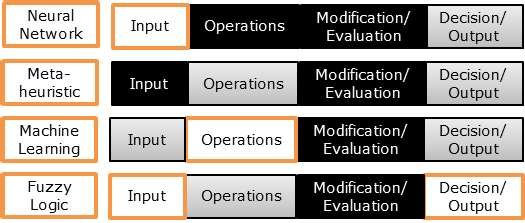 Neural
Network
Input
Operations
Modification/
Evaluation
Decision/
Output
Meta-
heuristic
Input
Operations
Modification/
Evaluation
Decision/
Output
Machine
Learning
Input
Operations
Modification/
Evaluation
Decision/
Output
Fuzzy
Logic
Input
Operations
Modification/
Evaluation
Decision/
Output